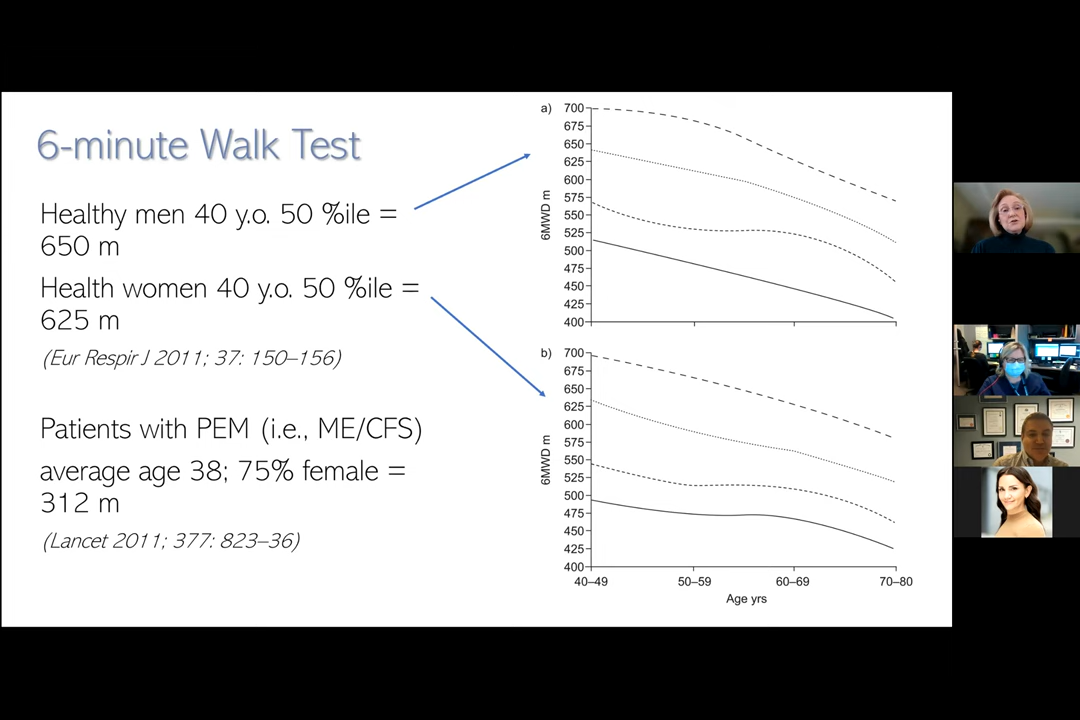 6-minute Walk Test
Healthy men 40 y.o. 50 %ile =
650 m
Health women 40 y.o. 50 %ile =
625 m
(Eur Respir J 2011; 37: 150–156)
Patients with PEM (i.e., ME/CFS)
average age 38; 75% female =
312 m
(Lancet 2011; 377: 823–36)
a)
700
675
650
625
600
575
550
525
500
475
450
425
400
6MWD m
b)
700
675
650
625
600
575
550
525
500
475
450
425
400
6MWD m
40–49 50–59 60–69 70–80
Age yrs